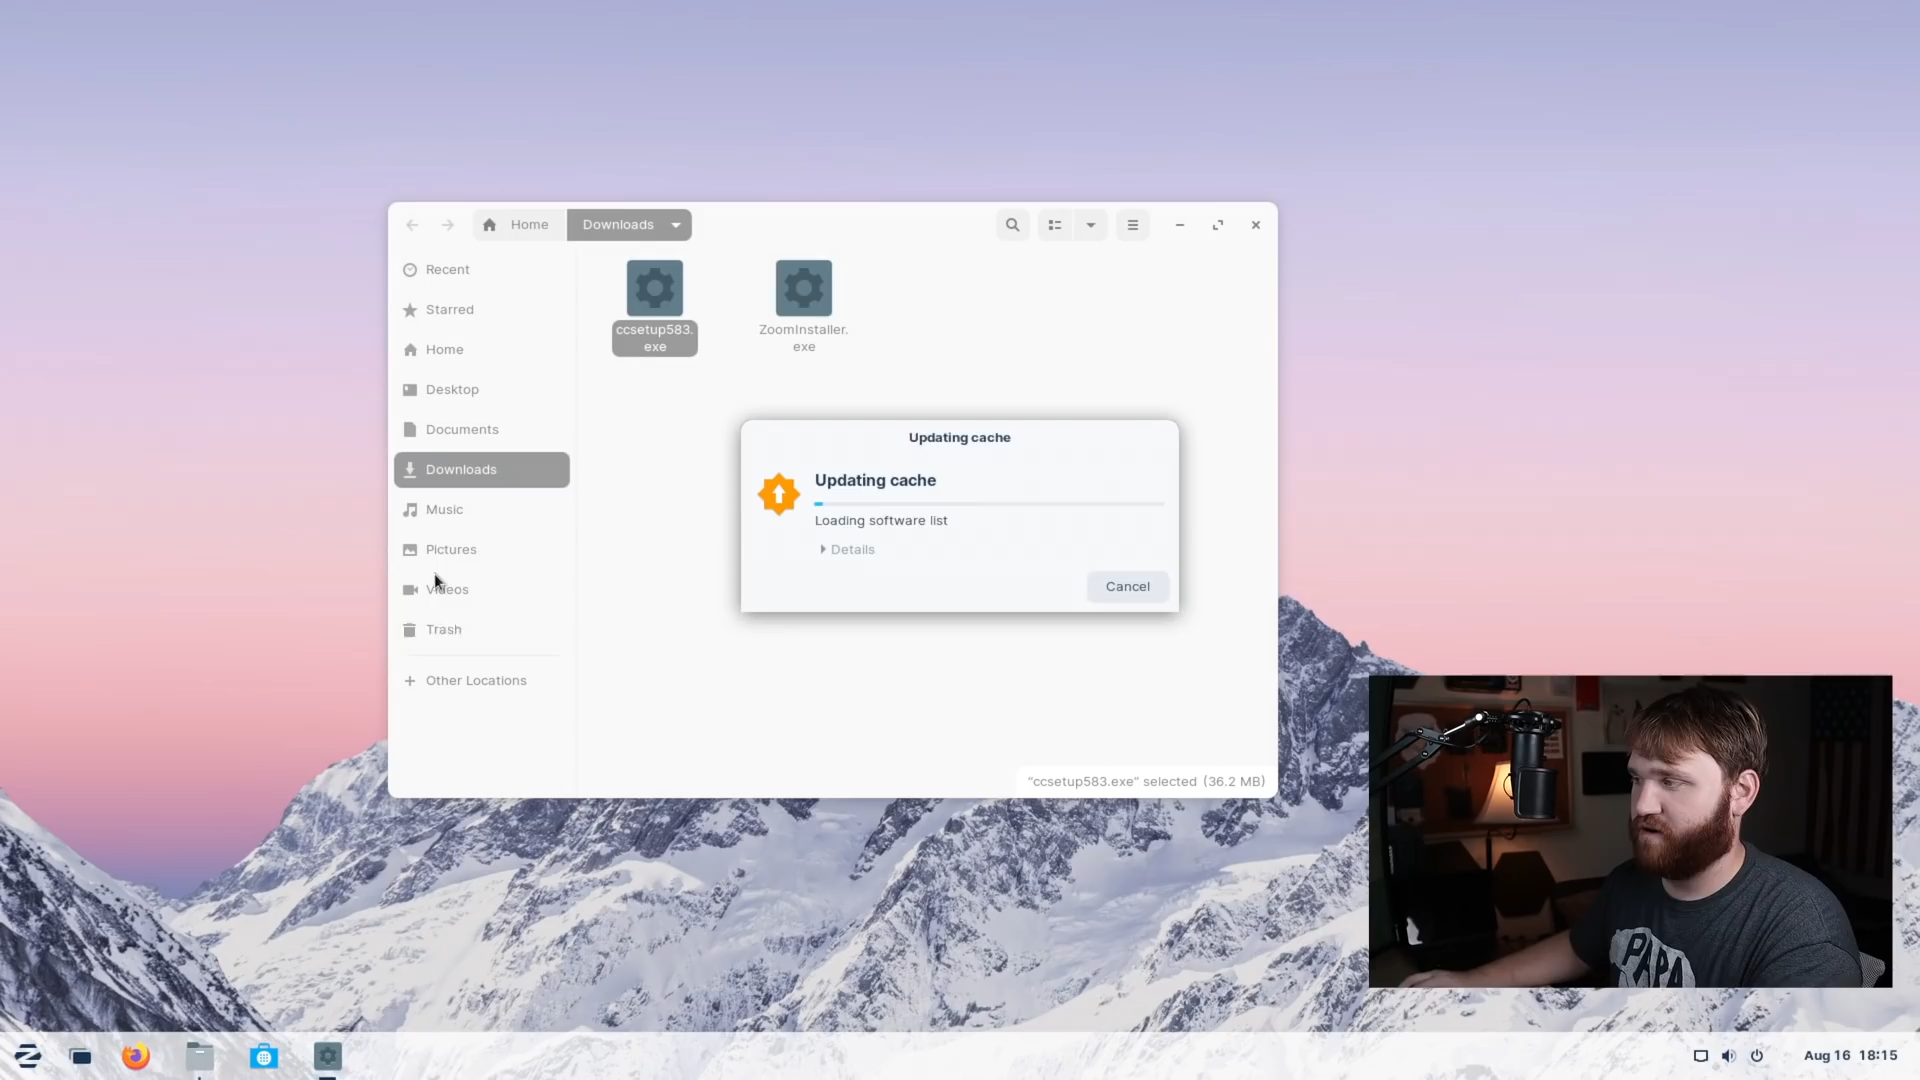 Home
Downloads
Recent
Starred
Home
Desktop
Documents
Downloads
Music
Pictures
Videos
Trash
Other Locations
ccsetup583.
exe
ZoomInstaller.
exe
Updating cache
Updating cache
Loading software list
Details
Cancel
“ccsetup583.exe” selected (36.2 MB)
PAPA
Aug 16 18:15